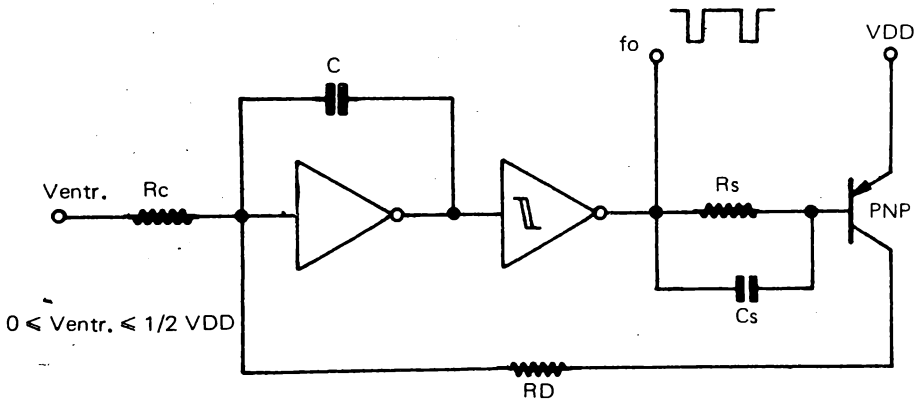 fo
VDD
C
Ventr.
Rc
Rs
PNP
Cs
0 ⩽ Ventr. ⩽ 1/2 VDD
RD